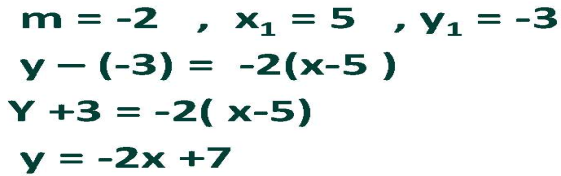 m = -2 , x₁ = 5 , y₁ = -3
y – (-3) = -2(x-5 )
Y +3 = -2( x-5)
y = -2x +7